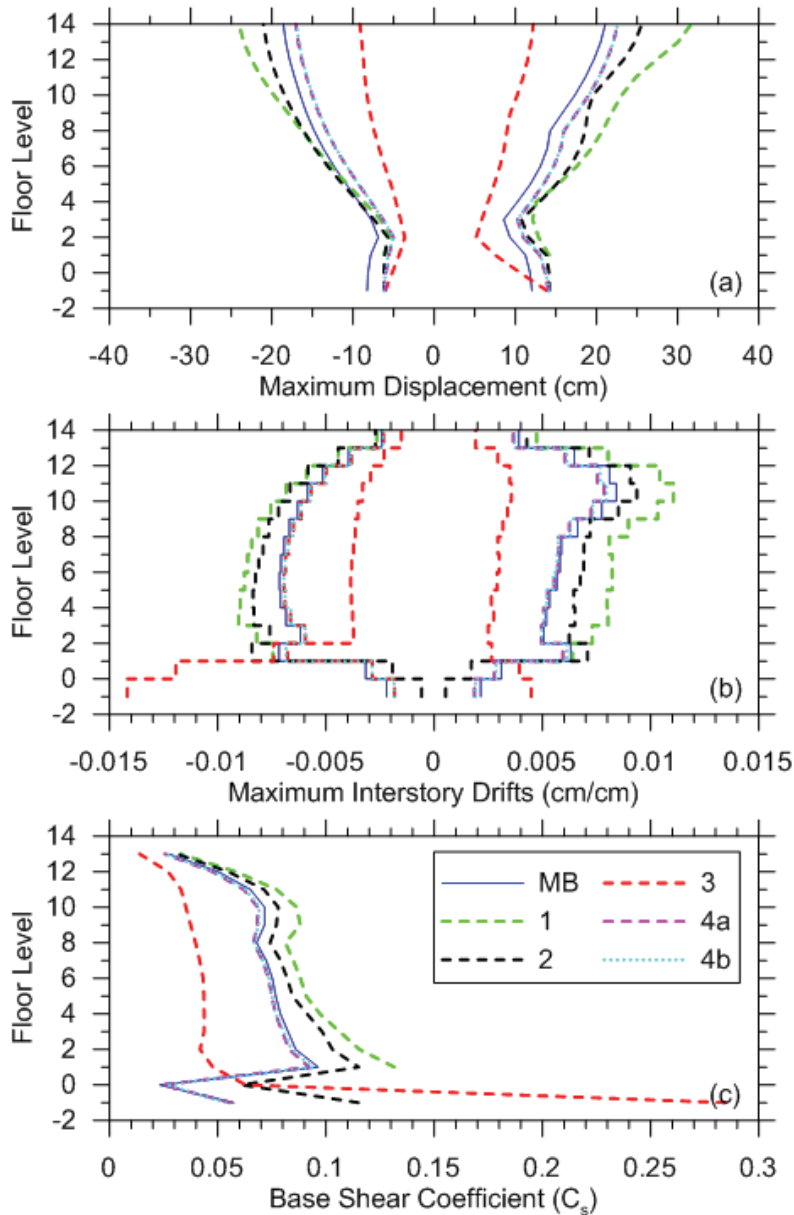 14
12
10
8
6
4
2
0
-2
Floor Level
(a)
-40 -30 -20 -10 0 10 20 30 40
Maximum Displacement (cm)
14
12
10
8
6
4
2
0
-2
Floor Level
(b)
-0.015 -0.01 -0.005 0 0.005 0.01 0.015
Maximum Interstory Drifts (cm/cm)
14
12
10
8
6
4
2
0
-2
Floor Level
MB 3
1 4a
2 4b
(c)
0 0.05 0.1 0.15 0.2 0.25 0.3
Base Shear Coefficient (Cs)